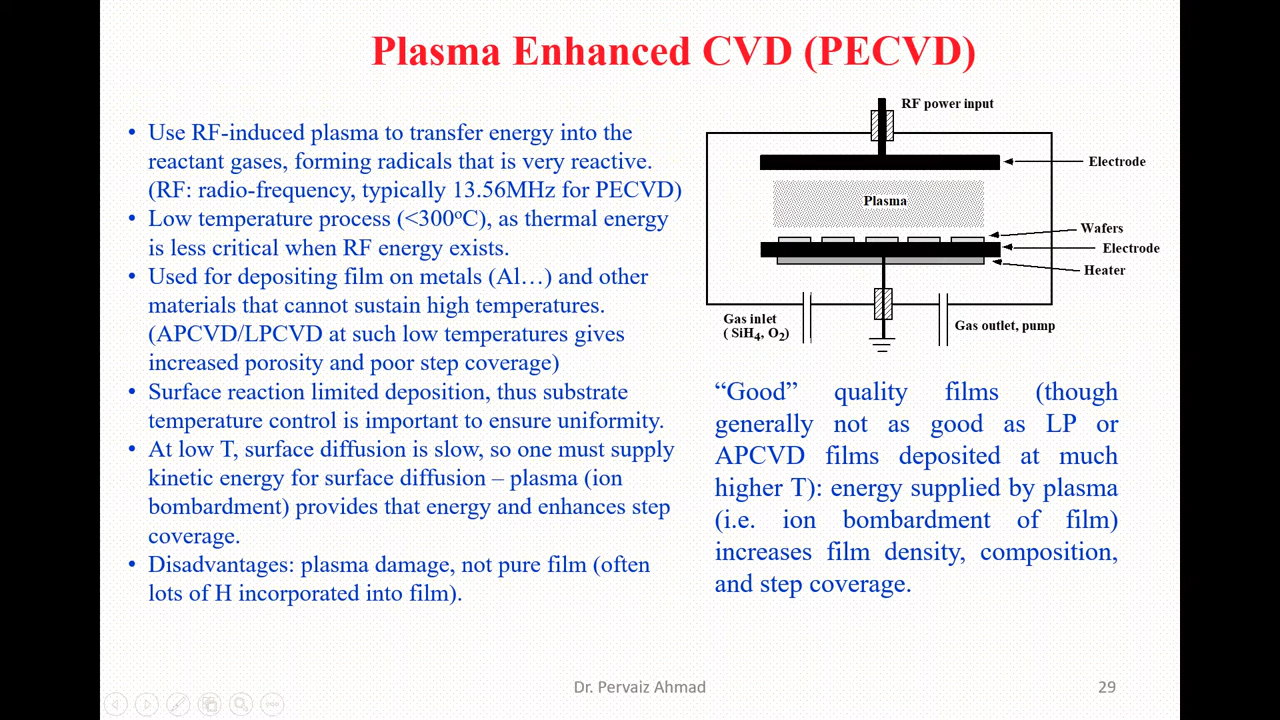 Plasma Enhanced CVD (PECVD)
• Use RF-induced plasma to transfer energy into the
reactant gases, forming radicals that is very reactive.
(RF: radio-frequency, typically 13.56MHz for PECVD)
• Low temperature process (<300ºC), as thermal energy
is less critical when RF energy exists.
• Used for depositing film on metals (Al…) and other
materials that cannot sustain high temperatures.
(APCVD/LPCVD at such low temperatures gives
increased porosity and poor step coverage)
• Surface reaction limited deposition, thus substrate
temperature control is important to ensure uniformity.
• At low T, surface diffusion is slow, so one must supply
kinetic energy for surface diffusion – plasma (ion
bombardment) provides that energy and enhances step
coverage.
• Disadvantages: plasma damage, not pure film (often
lots of H incorporated into film).
RF power input
Electrode
Plasma
Wafers
Electrode
Heater
Gas inlet
( SiH4, O2)
Gas outlet, pump
“Good” quality films (though
generally not as good as LP or
APCVD films deposited at much
higher T): energy supplied by plasma
(i.e. ion bombardment of film)
increases film density, composition,
and step coverage.
Dr. Pervaiz Ahmad
29